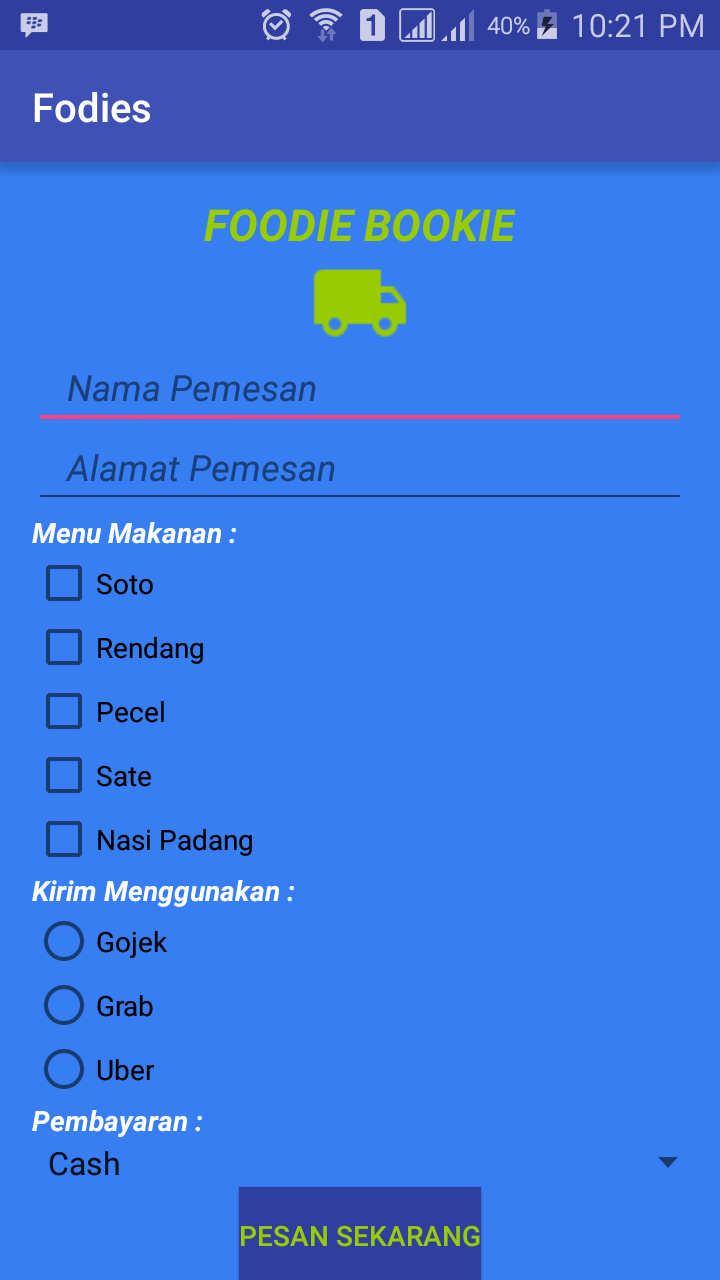 1 40% 10:21 PM
Fodies
FOODIE BOOKIE
Nama Pemesan
Alamat Pemesan
Menu Makanan :
Soto
Rendang
Pecel
Sate
Nasi Padang
Kirim Menggunakan :
Gojek
Grab
Uber
Pembayaran :
Cash
PESAN SEKARANG